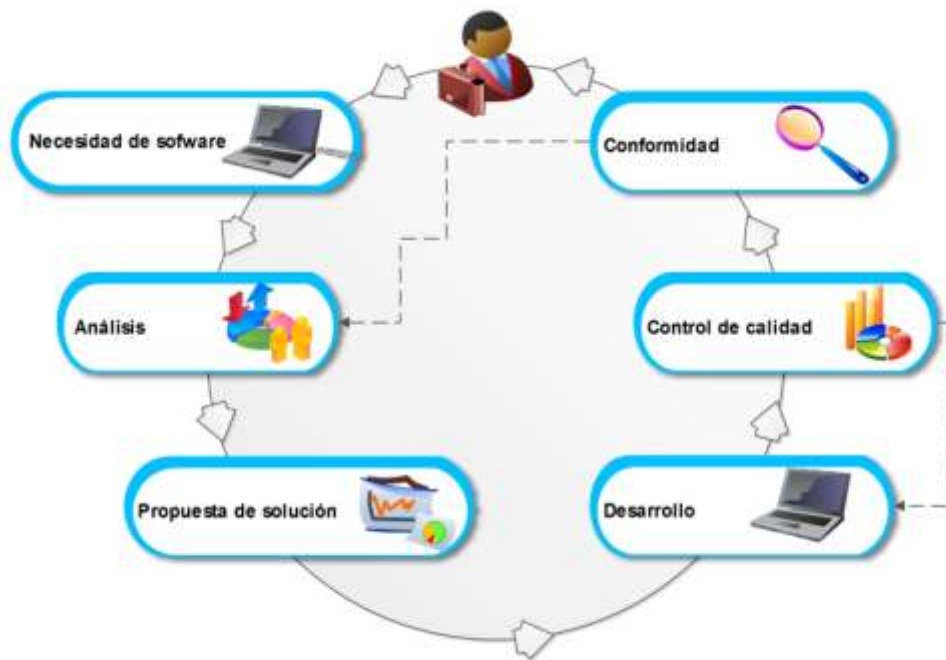 Necesidad de sofware
Conformidad
Análisis
Control de calidad
Propuesta de solución
Desarrollo